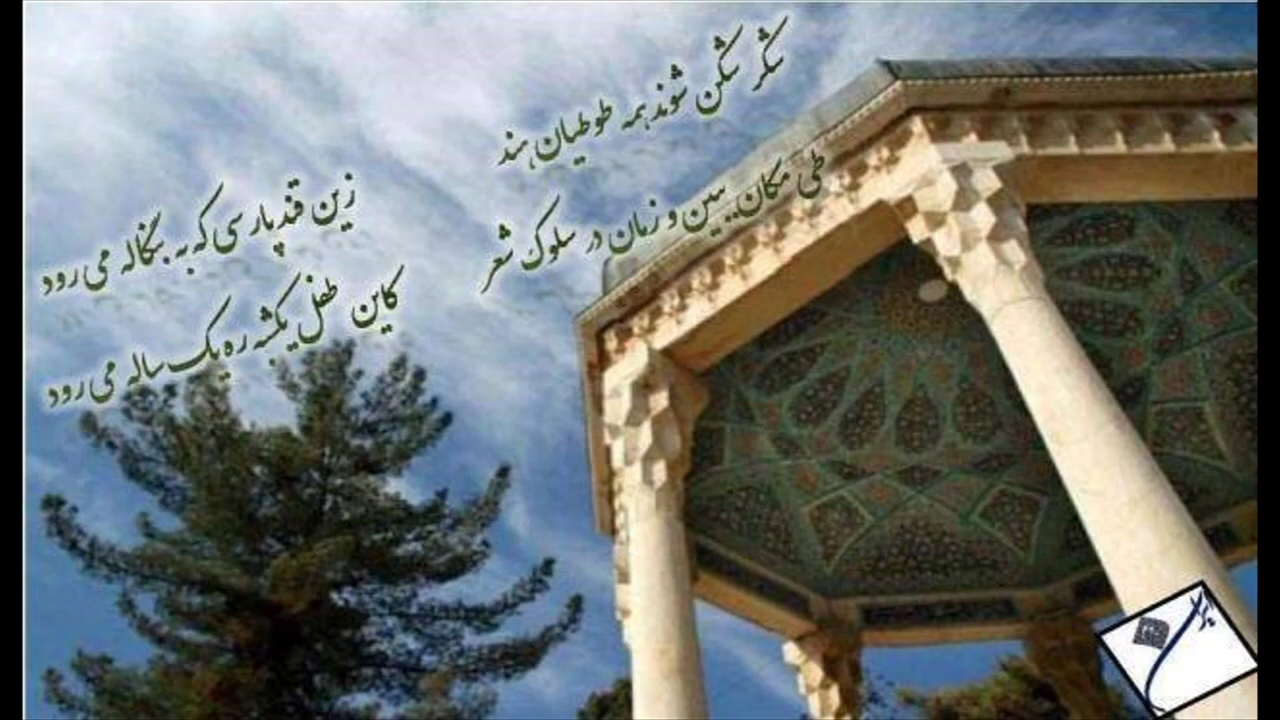 شکر شکن شوند همه طوطیان هند
زین قند پارسی که به بنگاله می رود
طی مکان ببین و زمان در سلوک شعر
کاین طفل یکشبه ره یک ساله می رود